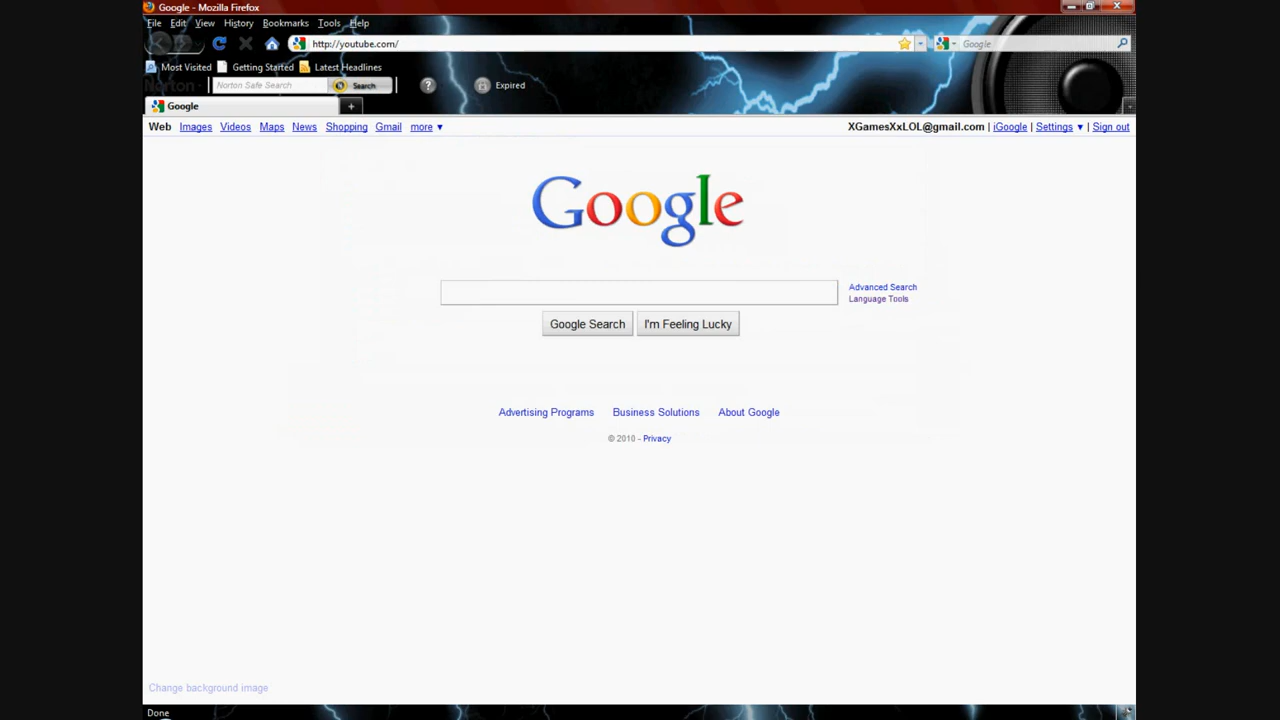 Google - Mozilla Firefox
File Edit View History Bookmarks Tools Help
http://youtube.com/ Google
Most Visited Getting Started Latest Headlines
Norton Norton Safe Search Search ? Expired
Google +
Web Images Videos Maps News Shopping Gmail more ▼ XGamesXxLOL@gmail.com | iGoogle | Settings ▼ | Sign out
Google
Advanced Search
Language Tools
Google Search I'm Feeling Lucky
Advertising Programs Business Solutions About Google
© 2010 - Privacy
Change background image
Done